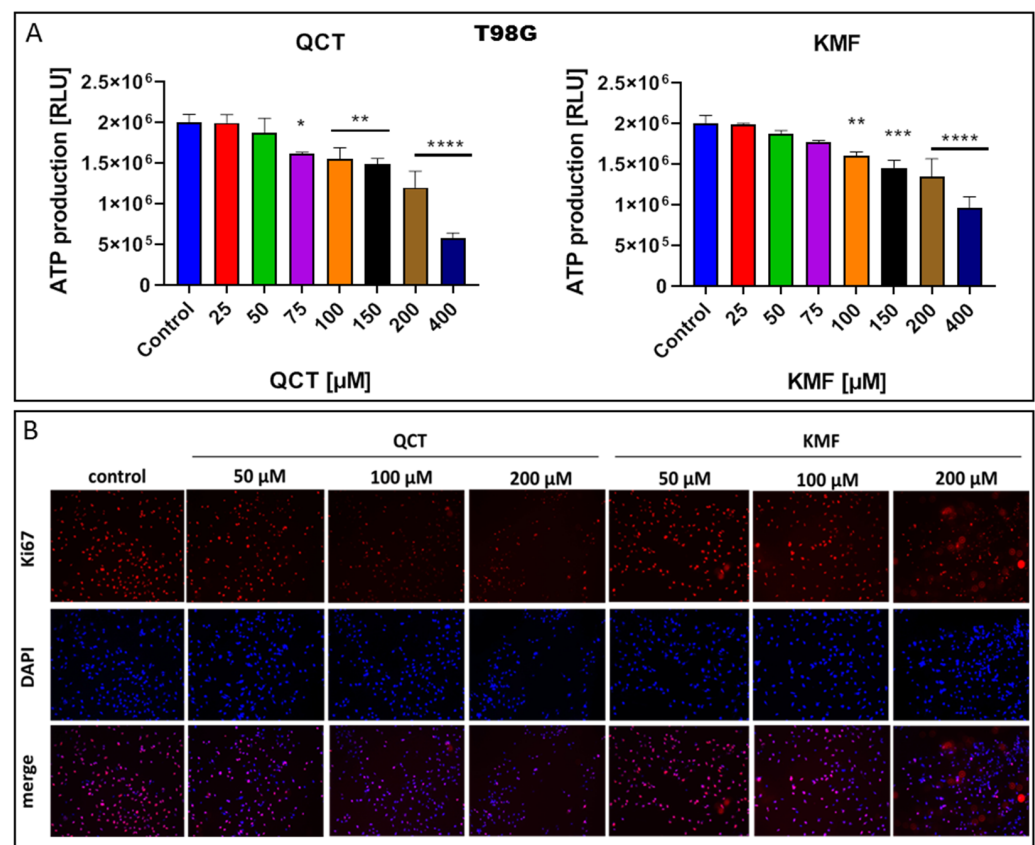 A
T98G
QCT
ATP production [RLU]
2.5×10⁶
2×10⁶
1.5×10⁶
1×10⁶
5×10⁵
0
*
**
****
Control
25
50
75
100
150
200
400
QCT [µM]
KMF
ATP production [RLU]
2.5×10⁶
2×10⁶
1.5×10⁶
1×10⁶
5×10⁵
0
**
***
****
Control
25
50
75
100
150
200
400
KMF [µM]
B
QCT
KMF
control
50 µM
100 µM
200 µM
50 µM
100 µM
200 µM
Ki67
DAPI
merge